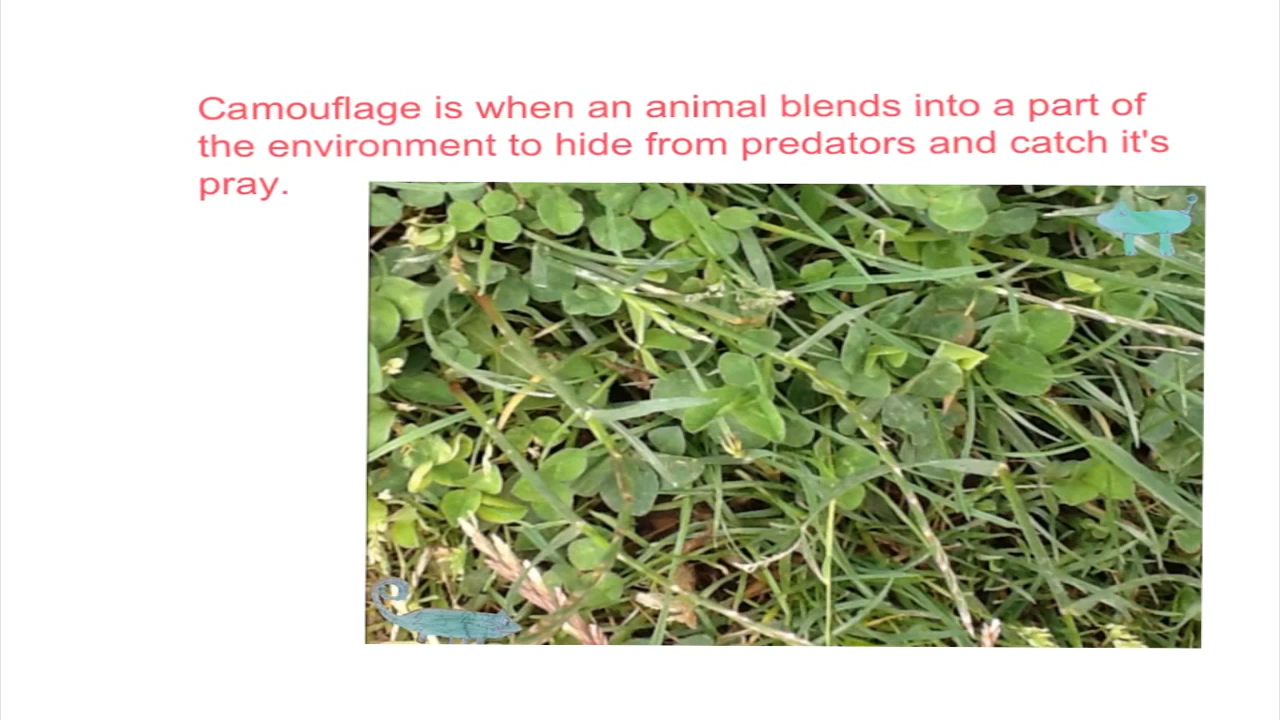 Camouflage is when an animal blends into a part of
the environment to hide from predators and catch it's
pray.